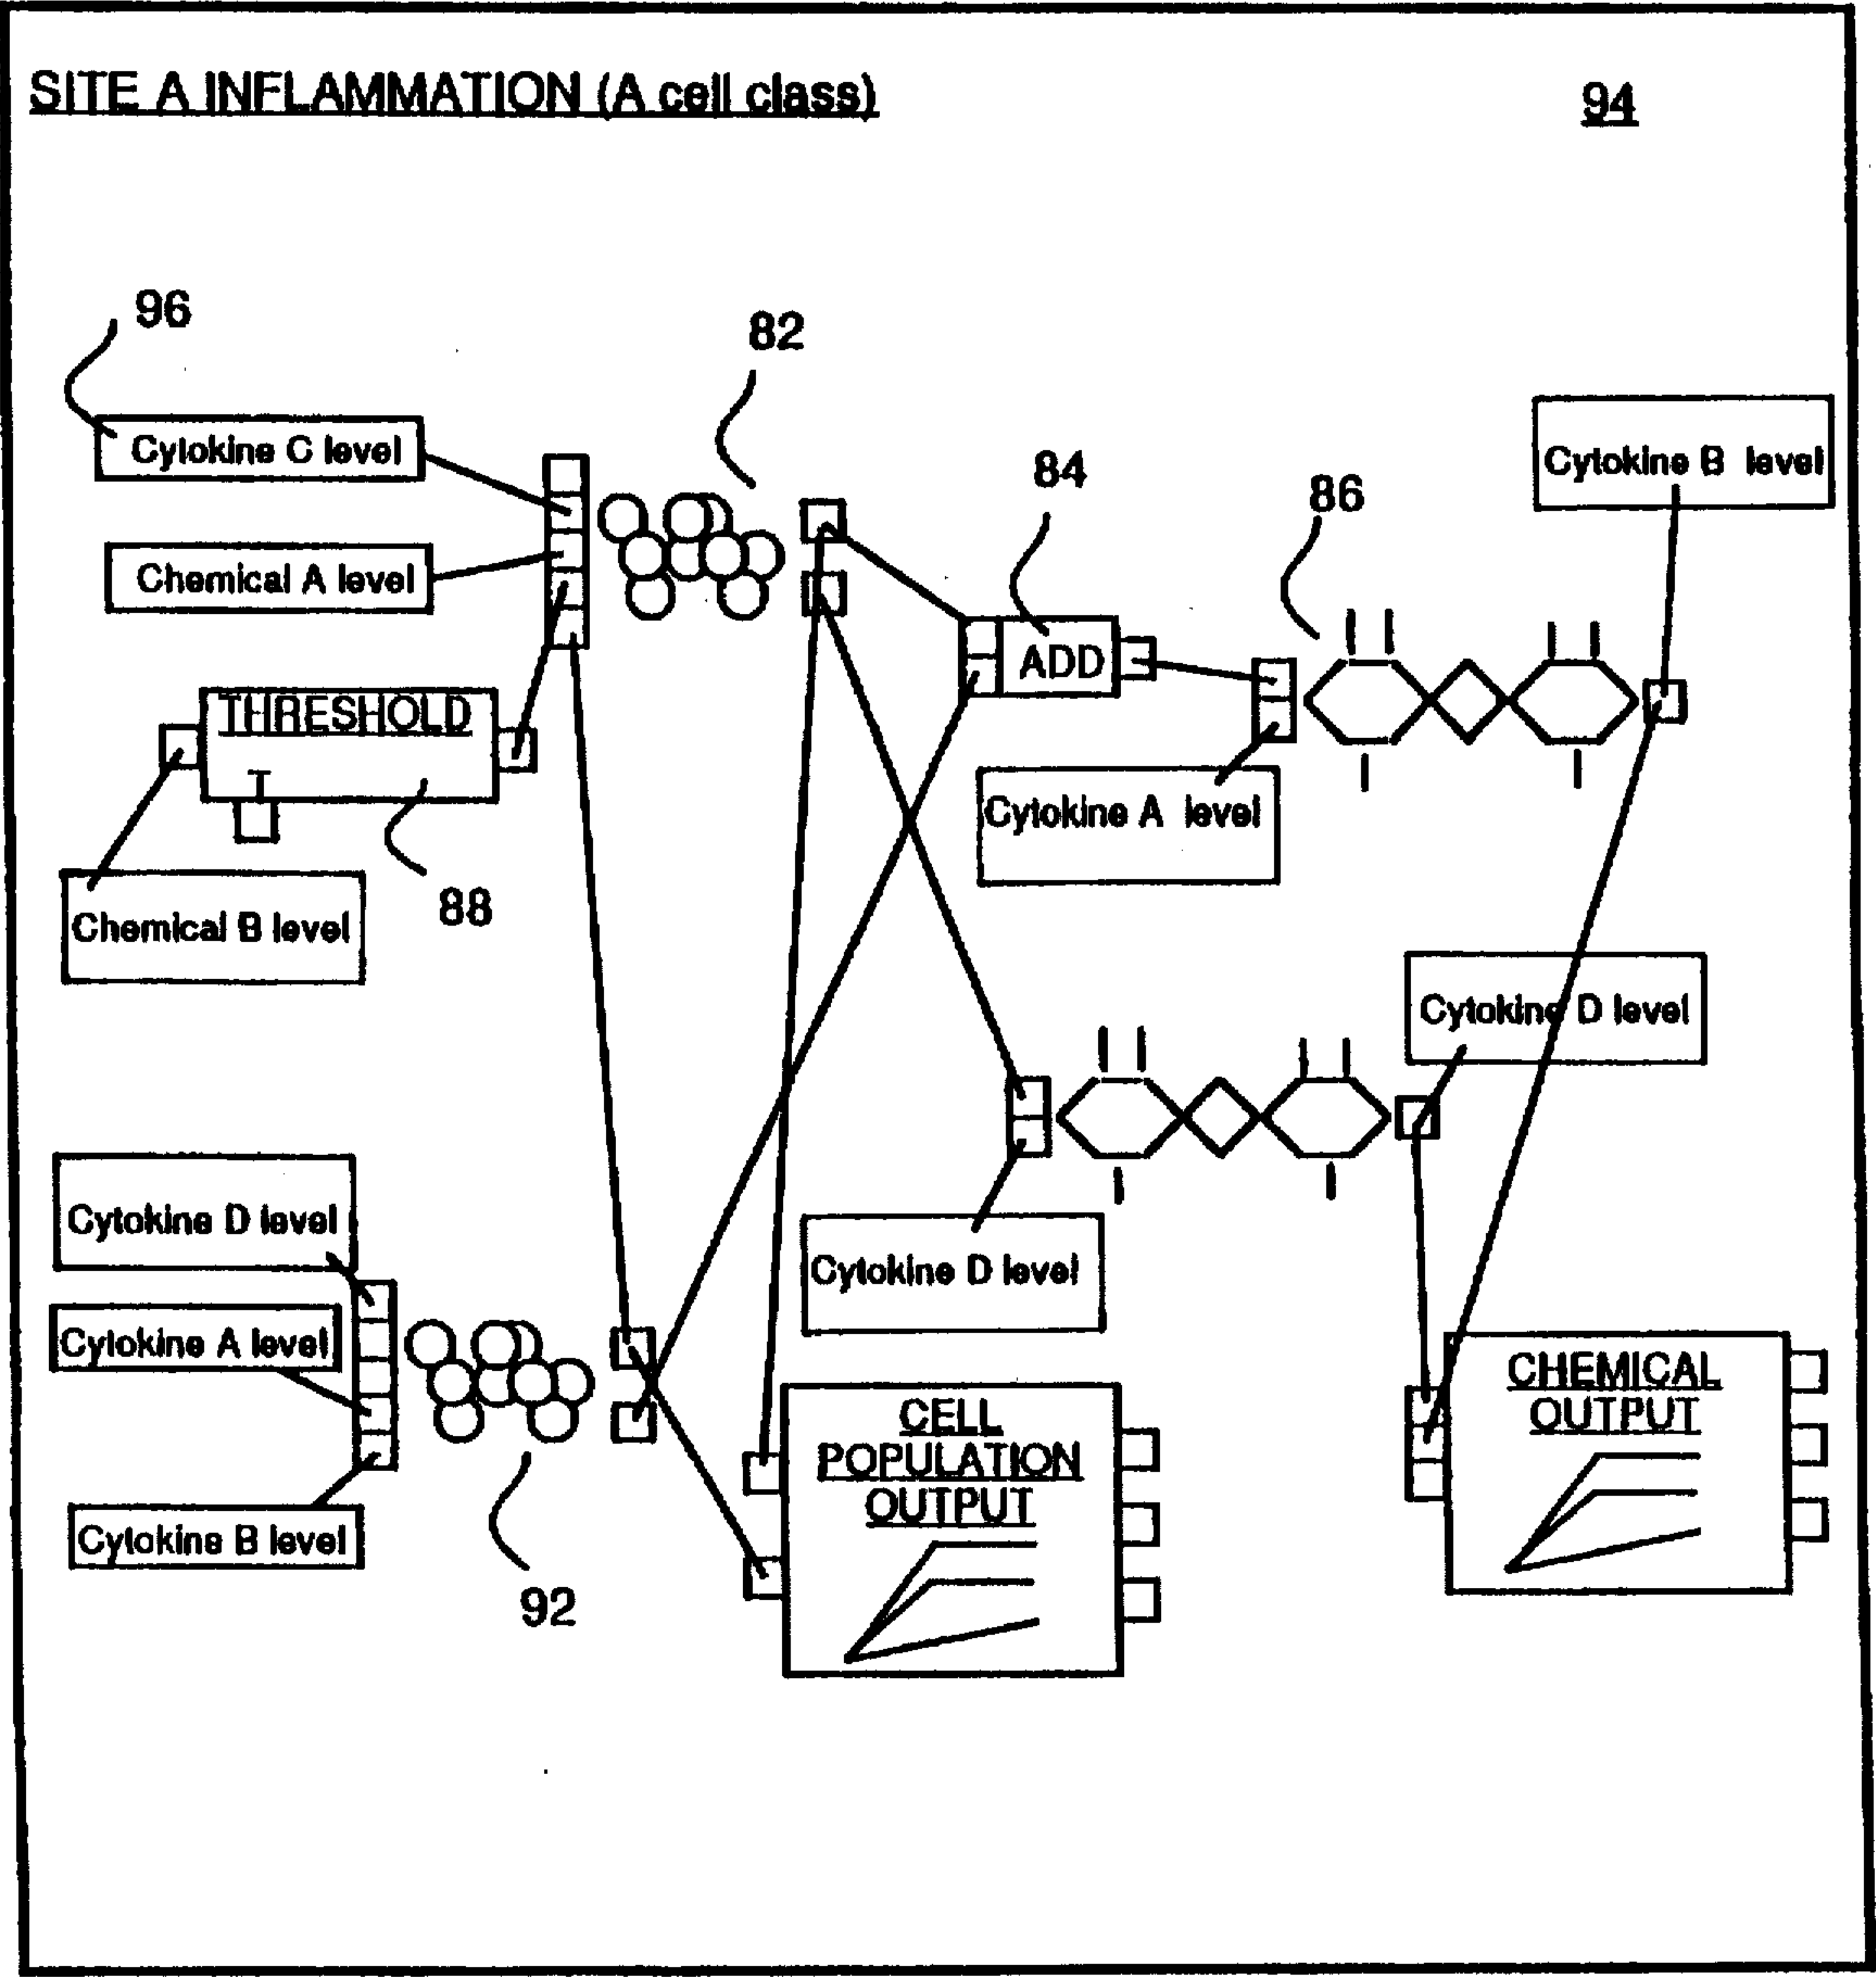 SITE A INFLAMMATION (A cell class)
94
96
82
Cytokine C level
84
86
Cytokine B level
Chemical A level
ADD
THRESHOLD
T
Cytokine A level
88
Chemical B level
Cytokine D level
Cytokine D level
Cytokine D level
Cytokine A level
CHEMICAL
OUTPUT
CELL
POPULATION
OUTPUT
Cytokine B level
92